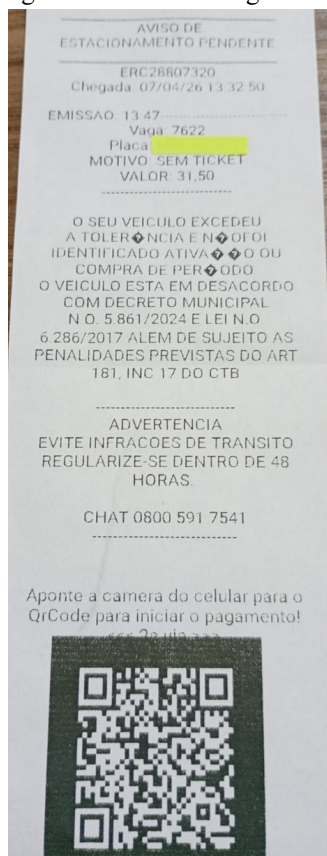 AVISO DE
ESTACIONAMENTO PENDENTE
ERC28807320
Chegada: 07/04/26 13:32:50
EMISSAO: 13:47
Vaga: 7622
Placa:
MOTIVO: SEM TICKET
VALOR: 31,50
O SEU VEICULO EXCEDEU
A TOLER�NCIA E N�OFOI
IDENTIFICADO ATIVA��O OU
COMPRA DE PER�ODO
O VEICULO ESTA EM DESACORDO
COM DECRETO MUNICIPAL
N.O. 5.861/2024 E LEI N.O
6.286/2017 ALEM DE SUJEITO AS
PENALIDADES PREVISTAS DO ART
181, INC 17 DO CTB
ADVERTENCIA
EVITE INFRACOES DE TRANSITO
REGULARIZE-SE DENTRO DE 48
HORAS.
CHAT 0800 591 7541
Aponte a camera do celular para o
QrCode para iniciar o pagamento!
<<< 2a via >>>